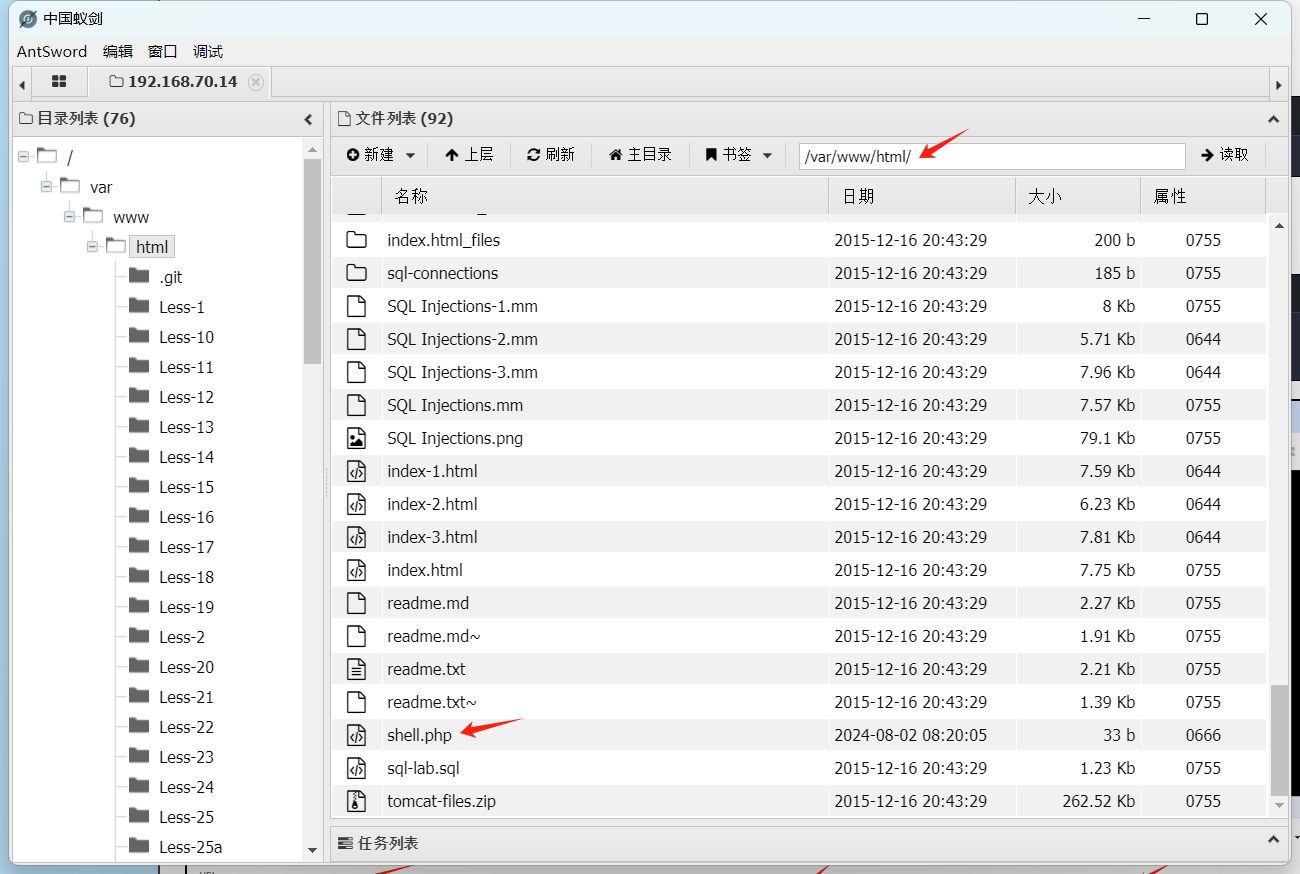 中国蚁剑
AntSword 编辑 窗口 调试
192.168.70.14
目录列表 (76)
/
var
www
html
.git
Less-1
Less-10
Less-11
Less-12
Less-13
Less-14
Less-15
Less-16
Less-17
Less-18
Less-19
Less-2
Less-20
Less-21
Less-22
Less-23
Less-24
Less-25
Less-25a
文件列表 (92)
新建 上层 刷新 主目录 书签 /var/www/html/ 读取
名称 日期 大小 属性
index.html_files 2015-12-16 20:43:29 200 b 0755
sql-connections 2015-12-16 20:43:29 185 b 0755
SQL Injections-1.mm 2015-12-16 20:43:29 8 Kb 0755
SQL Injections-2.mm 2015-12-16 20:43:29 5.71 Kb 0644
SQL Injections-3.mm 2015-12-16 20:43:29 7.96 Kb 0644
SQL Injections.mm 2015-12-16 20:43:29 7.57 Kb 0755
SQL Injections.png 2015-12-16 20:43:29 79.1 Kb 0755
index-1.html 2015-12-16 20:43:29 7.59 Kb 0644
index-2.html 2015-12-16 20:43:29 6.23 Kb 0644
index-3.html 2015-12-16 20:43:29 7.81 Kb 0644
index.html 2015-12-16 20:43:29 7.75 Kb 0755
readme.md 2015-12-16 20:43:29 2.27 Kb 0755
readme.md~ 2015-12-16 20:43:29 1.91 Kb 0755
readme.txt 2015-12-16 20:43:29 2.21 Kb 0755
readme.txt~ 2015-12-16 20:43:29 1.39 Kb 0755
shell.php 2024-08-02 08:20:05 33 b 0666
sql-lab.sql 2015-12-16 20:43:29 1.23 Kb 0755
tomcat-files.zip 2015-12-16 20:43:29 262.52 Kb 0755
任务列表